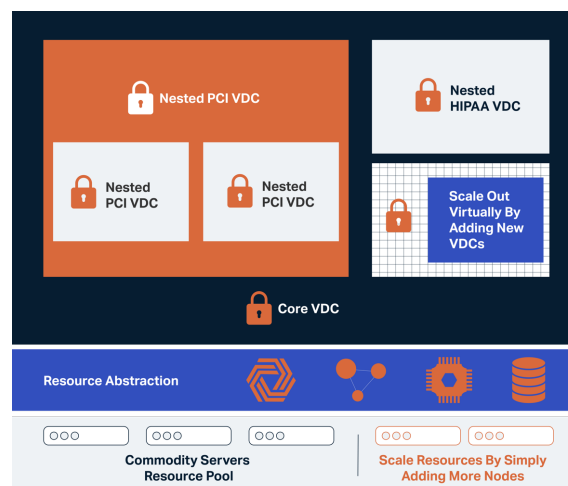 Nested PCI VDC
Nested
PCI VDC
Nested
PCI VDC
Nested
HIPAA VDC
Scale Out
Virtually By
Adding New
VDCs
Core VDC
Resource Abstraction
Commodity Servers
Resource Pool
Scale Resources By Simply
Adding More Nodes